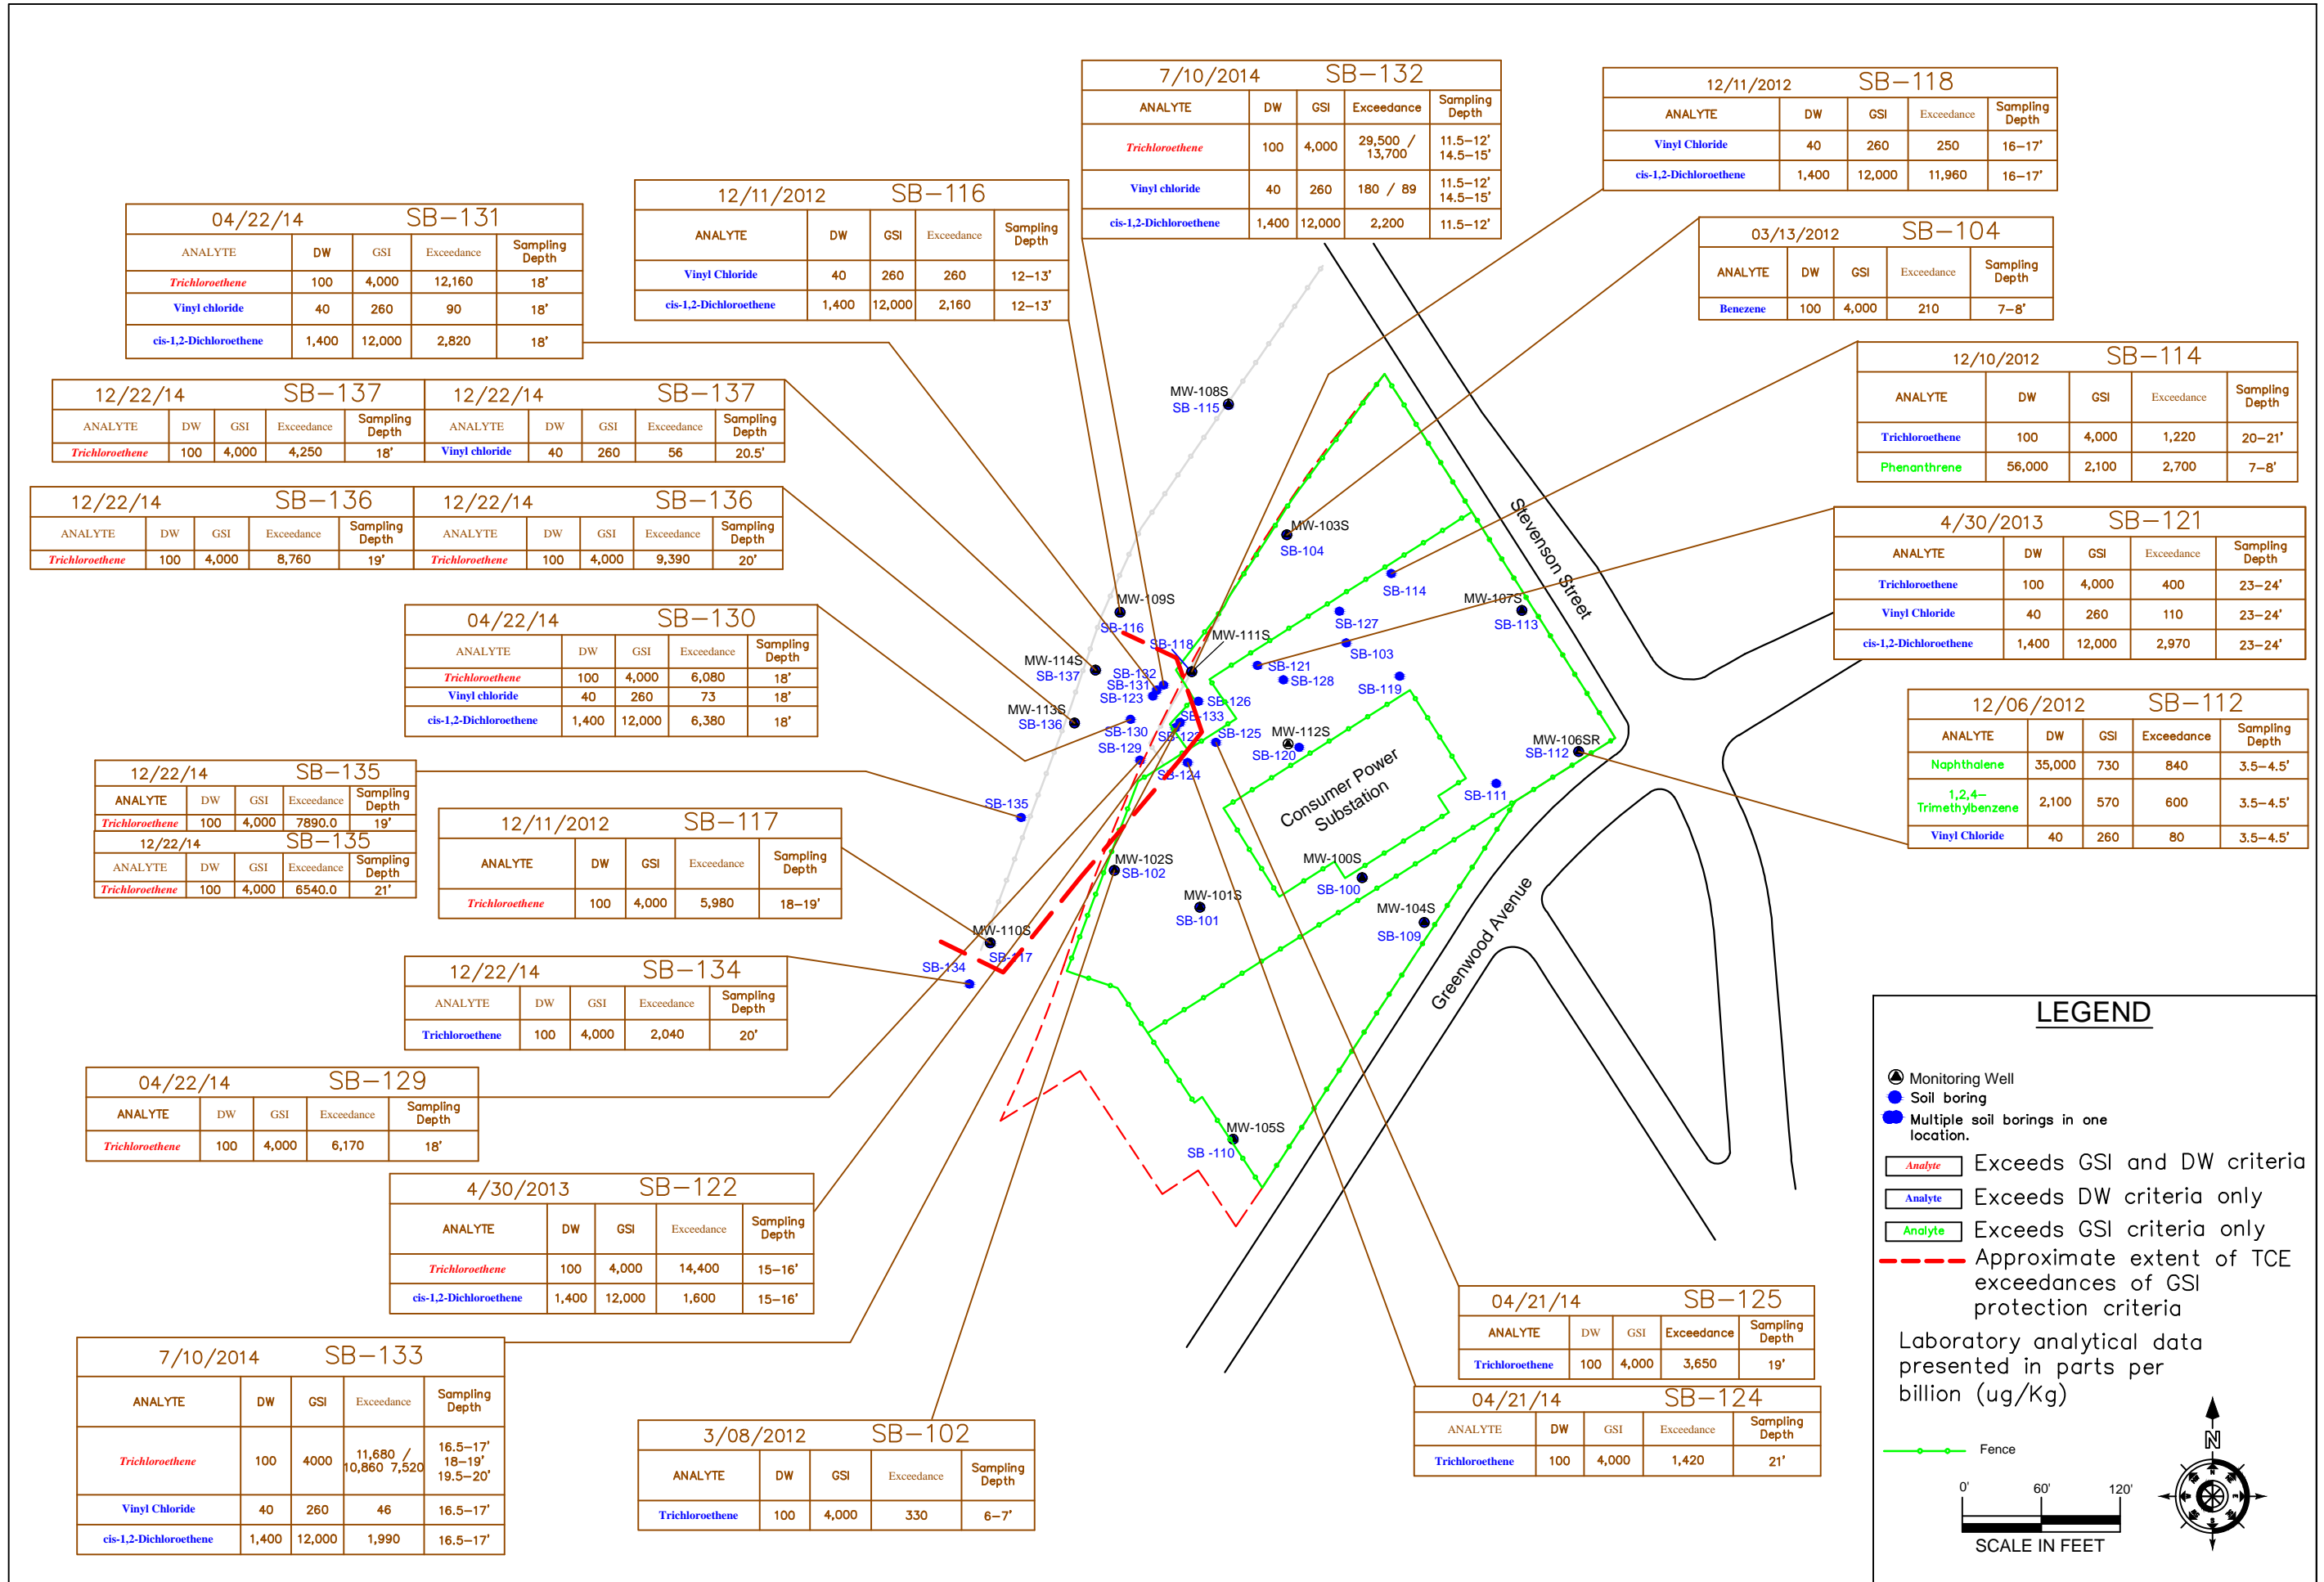 7/10/2014 SB-132
ANALYTE DW GSI Exceedance Sampling Depth
Trichloroethene 100 4,000 29,500 / 13,700 11.5-12' 14.5-15'
Vinyl chloride 40 260 180 / 89 11.5-12' 14.5-15'
cis-1,2-Dichloroethene 1,400 12,000 2,200 11.5-12'
12/11/2012 SB-118
ANALYTE DW GSI Exceedance Sampling Depth
Vinyl Chloride 40 260 250 16-17'
cis-1,2-Dichloroethene 1,400 12,000 11,960 16-17'
12/11/2012 SB-116
ANALYTE DW GSI Exceedance Sampling Depth
Vinyl Chloride 40 260 260 12-13'
cis-1,2-Dichloroethene 1,400 12,000 2,160 12-13'
04/22/14 SB-131
ANALYTE DW GSI Exceedance Sampling Depth
Trichloroethene 100 4,000 12,160 18'
Vinyl chloride 40 260 90 18'
cis-1,2-Dichloroethene 1,400 12,000 2,820 18'
03/13/2012 SB-104
ANALYTE DW GSI Exceedance Sampling Depth
Benezene 100 4,000 210 7-8'
12/22/14 SB-137
ANALYTE DW GSI Exceedance Sampling Depth
Trichloroethene 100 4,000 4,250 18'
12/22/14 SB-137
ANALYTE DW GSI Exceedance Sampling Depth
Vinyl chloride 40 260 56 20.5'
12/10/2012 SB-114
ANALYTE DW GSI Exceedance Sampling Depth
Trichloroethene 100 4,000 1,220 20-21'
Phenanthrene 56,000 2,100 2,700 7-8'
12/22/14 SB-136
ANALYTE DW GSI Exceedance Sampling Depth
Trichloroethene 100 4,000 8,760 19'
12/22/14 SB-136
ANALYTE DW GSI Exceedance Sampling Depth
Trichloroethene 100 4,000 9,390 20'
4/30/2013 SB-121
ANALYTE DW GSI Exceedance Sampling Depth
Trichloroethene 100 4,000 400 23-24'
Vinyl Chloride 40 260 110 23-24'
cis-1,2-Dichloroethene 1,400 12,000 2,970 23-24'
04/22/14 SB-130
ANALYTE DW GSI Exceedance Sampling Depth
Trichloroethene 100 4,000 6,080 18'
Vinyl chloride 40 260 73 18'
cis-1,2-Dichloroethene 1,400 12,000 6,380 18'
12/06/2012 SB-112
ANALYTE DW GSI Exceedance Sampling Depth
Naphthalene 35,000 730 840 3.5-4.5'
1,2,4-Trimethylbenzene 2,100 570 600 3.5-4.5'
Vinyl Chloride 40 260 80 3.5-4.5'
12/22/14 SB-135
ANALYTE DW GSI Exceedance Sampling Depth
Trichloroethene 100 4,000 7890.0 19'
12/22/14 SB-135
ANALYTE DW GSI Exceedance Sampling Depth
Trichloroethene 100 4,000 6540.0 21'
12/11/2012 SB-117
ANALYTE DW GSI Exceedance Sampling Depth
Trichloroethene 100 4,000 5,980 18-19'
12/22/14 SB-134
ANALYTE DW GSI Exceedance Sampling Depth
Trichloroethene 100 4,000 2,040 20'
04/22/14 SB-129
ANALYTE DW GSI Exceedance Sampling Depth
Trichloroethene 100 4,000 6,170 18'
4/30/2013 SB-122
ANALYTE DW GSI Exceedance Sampling Depth
Trichloroethene 100 4,000 14,400 15-16'
cis-1,2-Dichloroethene 1,400 12,000 1,600 15-16'
7/10/2014 SB-133
ANALYTE DW GSI Exceedance Sampling Depth
Trichloroethene 100 4000 11,680 / 10,860 7,520 16.5-17' 18-19' 19.5-20'
Vinyl Chloride 40 260 46 16.5-17'
cis-1,2-Dichloroethene 1,400 12,000 1,990 16.5-17'
3/08/2012 SB-102
ANALYTE DW GSI Exceedance Sampling Depth
Trichloroethene 100 4,000 330 6-7'
04/21/14 SB-125
ANALYTE DW GSI Exceedance Sampling Depth
Trichloroethene 100 4,000 3,650 19'
04/21/14 SB-124
ANALYTE DW GSI Exceedance Sampling Depth
Trichloroethene 100 4,000 1,420 21'
MW-108S
SB -115
MW-103S
SB-104
SB-114
MW-109S
SB-116
SB-127
MW-107S
SB-113
SB-118
MW-111S
SB-103
MW-114S
SB-137
SB-132
SB-131
SB-123
SB-121
SB-128
SB-119
SB-126
MW-113S
SB-136
SB-133
SB-130
SB-122
SB-125
SB-129
SB-124
MW-112S
SB-120
MW-106SR
SB-112
SB-111
Consumer Power
Substation
SB-135
MW-102S
SB-102
MW-100S
SB-100
MW-101S
SB-101
MW-104S
SB-109
MW-110S
SB-117
SB-134
MW-105S
SB -110
Stevenson Street
Greenwood Avenue
LEGEND
Monitoring Well
Soil boring
Multiple soil borings in one
location.
Analyte Exceeds GSI and DW criteria
Analyte Exceeds DW criteria only
Analyte Exceeds GSI criteria only
Approximate extent of TCE
exceedances of GSI
protection criteria
Laboratory analytical data
presented in parts per
billion (ug/Kg)
Fence
N
0' 60' 120'
SCALE IN FEET